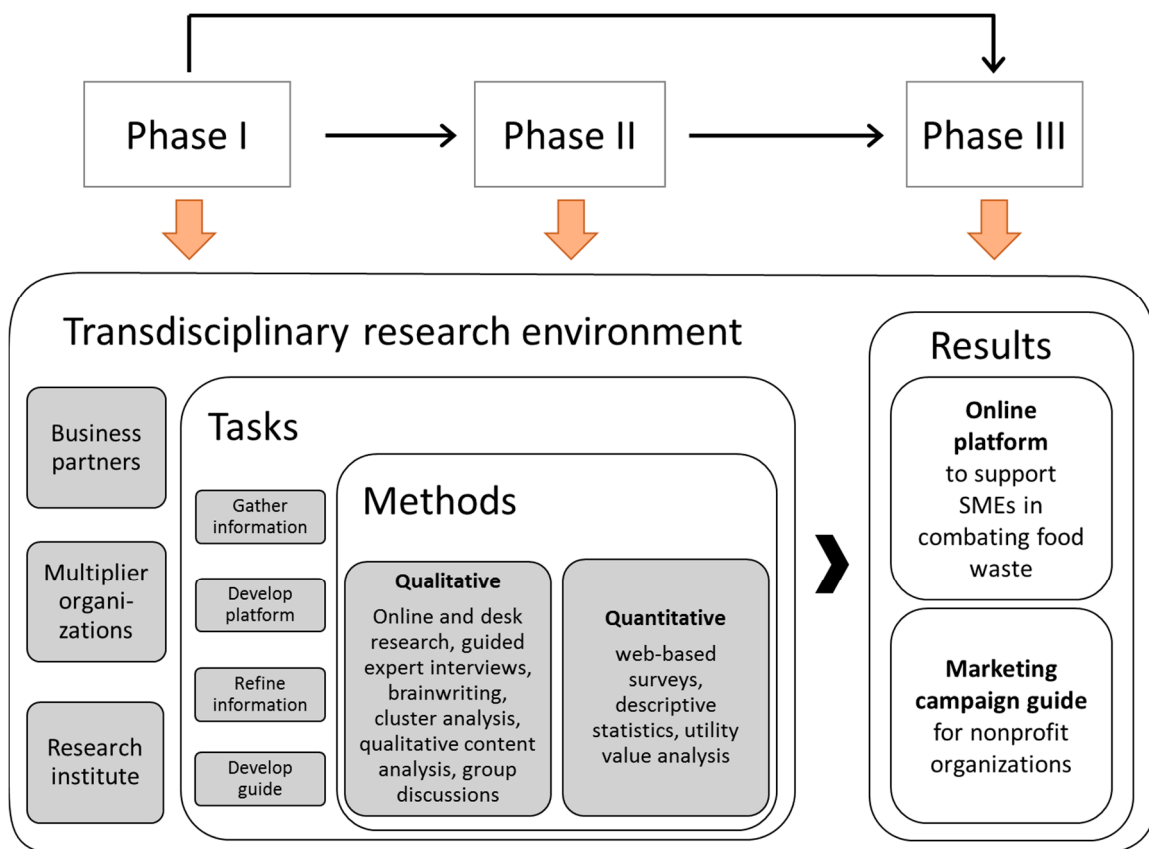 Phase I
Phase II
Phase III
Transdisciplinary research environment
Business
partners
Multiplier
organi-
zations
Research
institute
Tasks
Gather
information
Develop
platform
Refine
information
Develop
guide
Methods
Qualitative
Online and desk
research, guided
expert interviews,
brainwriting,
cluster analysis,
qualitative content
analysis, group
discussions
Quantitative
web-based
surveys,
descriptive
statistics, utility
value analysis
Results
Online
platform
to support
SMEs in
combating food
waste
Marketing
campaign guide
for nonprofit
organizations